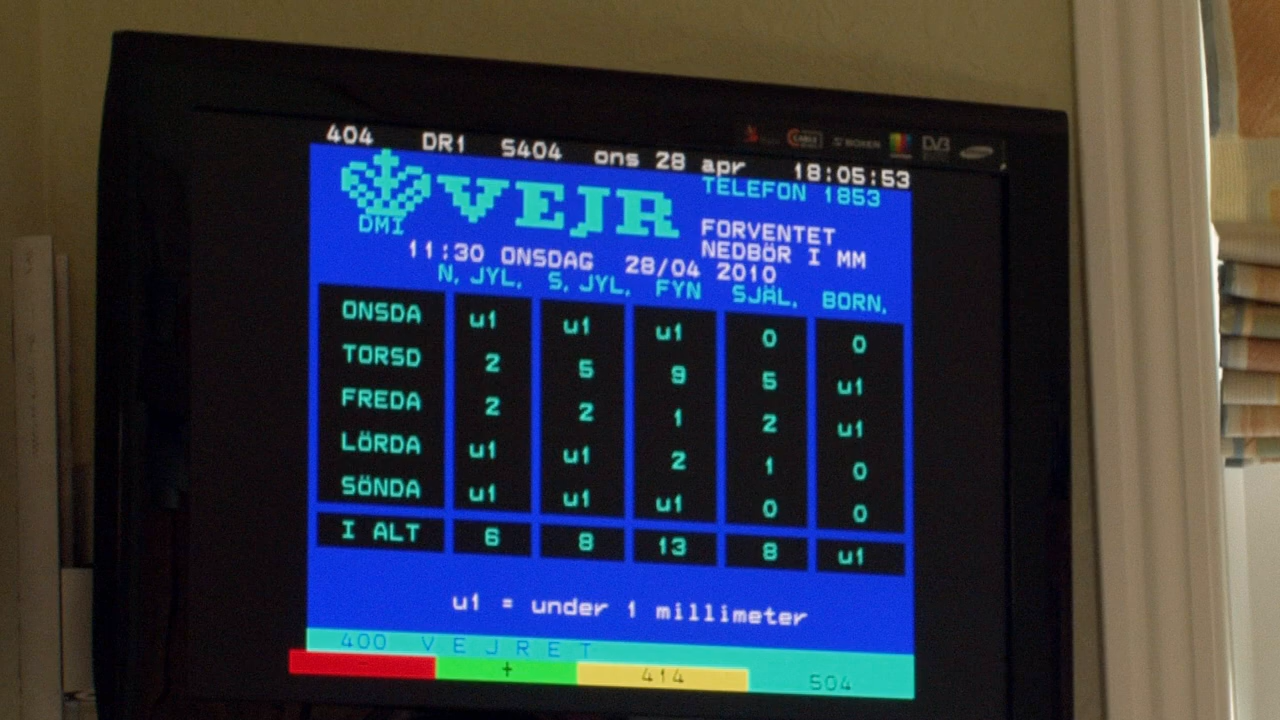 404 DR1 S404 ons 28 apr 18:05:53
VEJR TELEFON 1853
DMI FORVENTET
NEDBÖR I MM
11:30 ONSDAG 28/04 2010
N. JYL. S. JYL. FYN SJÄL. BORN.
ONSDA u1 u1 u1 0 0
TORSD 2 5 9 5 u1
FREDA 2 2 1 2 u1
LÖRDA u1 u1 2 1 0
SÖNDA u1 u1 u1 0 0
I ALT 6 8 13 8 u1
u1 = under 1 millimeter
400 V E J R E T
+ 414 504
DVB